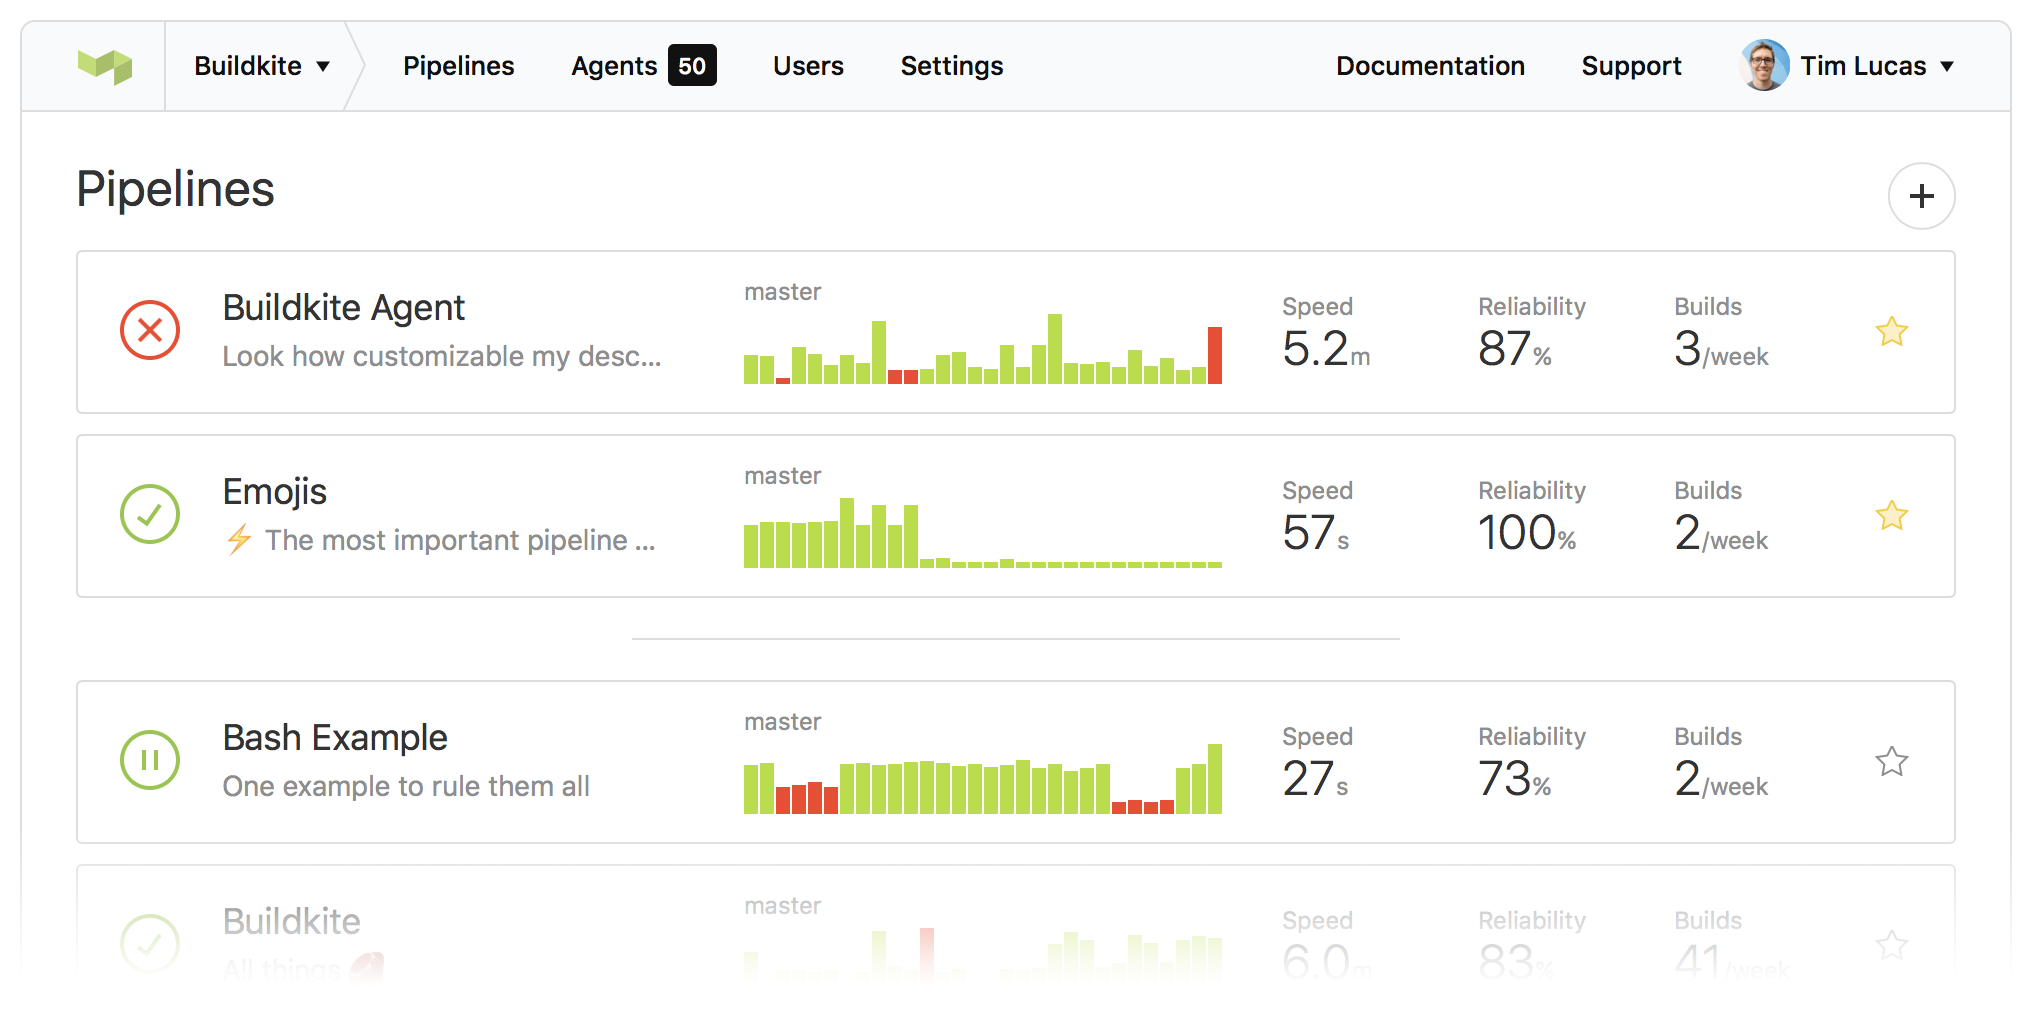 Buildkite Pipelines Agents 50 Users Settings Documentation Support Tim Lucas
Pipelines
Buildkite Agent
Look how customizable my desc...
master
Speed
5.2m
Reliability
87%
Builds
3/week
Emojis
⚡ The most important pipeline ...
master
Speed
57s
Reliability
100%
Builds
2/week
Bash Example
One example to rule them all
master
Speed
27s
Reliability
73%
Builds
2/week
Buildkite
All things
master
Speed
6.0m
Reliability
83%
Builds
41/week